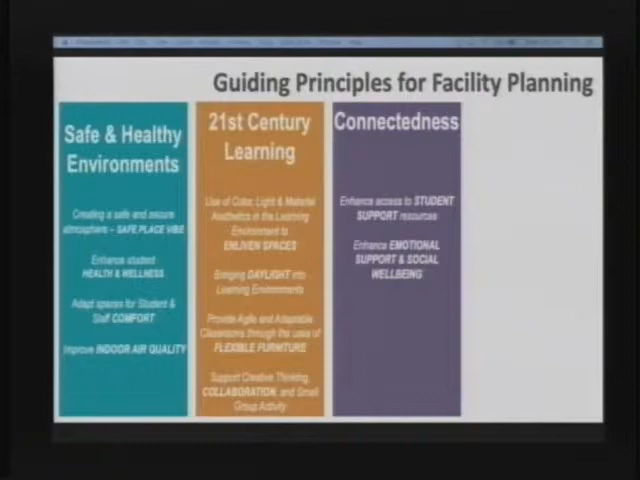 Guiding Principles for Facility Planning
Safe & Healthy
Environments
Creating a safe and secure
atmosphere – SAFE PLACE VIBE
Enhance student
HEALTH & WELLNESS
Adapt spaces for Student &
Staff COMFORT
Improve INDOOR AIR QUALITY
21st Century
Learning
Use of Color, Light & Material
Aesthetics in the Learning
Environment to
ENLIVEN SPACES
Bringing DAYLIGHT into
Learning Environments
Provide Agile and Adaptable
Classrooms through the uses of
FLEXIBLE FURNITURE
Support Creative Thinking,
COLLABORATION, and Small
Group Activity
Connectedness
Enhance access to STUDENT
SUPPORT resources
Enhance EMOTIONAL
SUPPORT & SOCIAL
WELLBEING